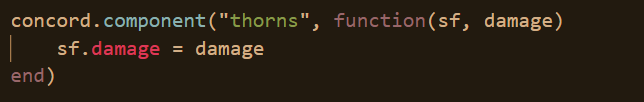 concord.component("thorns", function(sf, damage)
    sf.damage = damage
end)